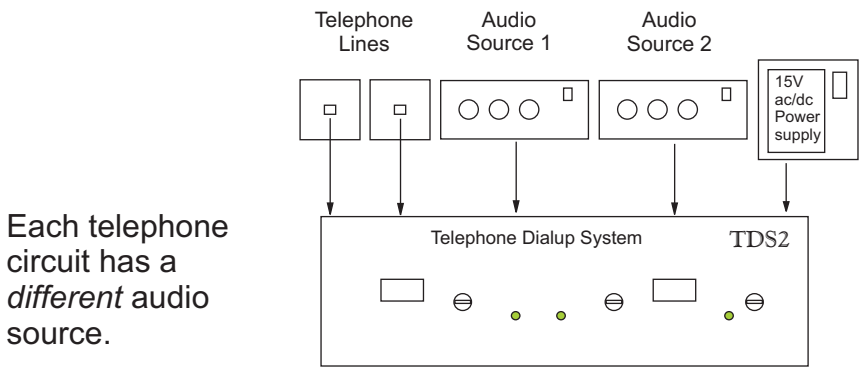 Telephone
Lines
Audio
Source 1
Audio
Source 2
15V
ac/dc
Power
supply
Each telephone
circuit has a
different audio
source.
Telephone Dialup System
TDS2